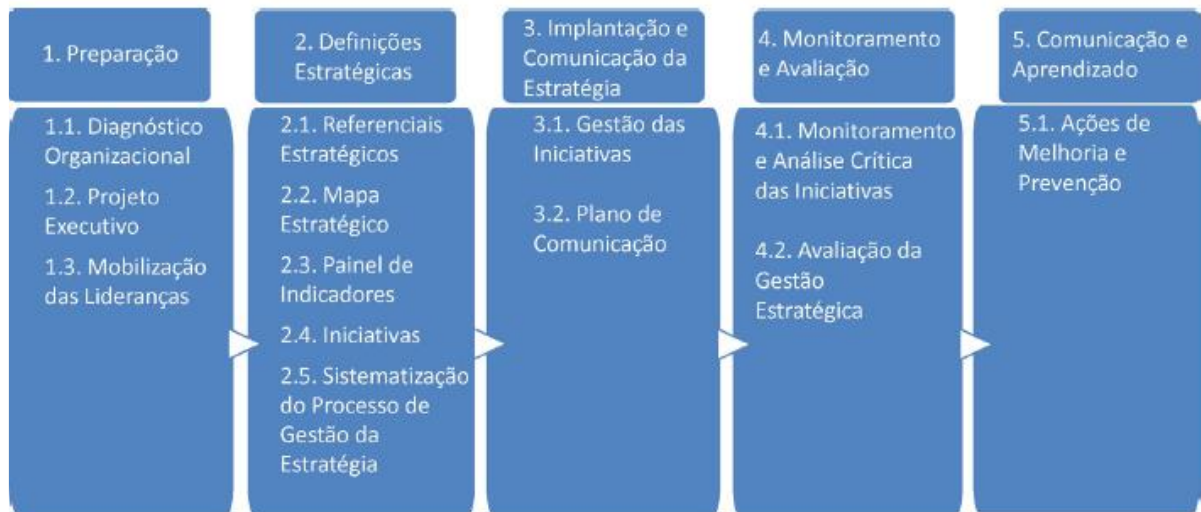 1. Preparação
1.1. Diagnóstico
Organizacional
1.2. Projeto
Executivo
1.3. Mobilização
das Lideranças
2. Definições
Estratégicas
2.1. Referenciais
Estratégicos
2.2. Mapa
Estratégico
2.3. Painel de
Indicadores
2.4. Iniciativas
2.5. Sistematização
do Processo de
Gestão da
Estratégia
3. Implantação e
Comunicação da
Estratégia
3.1. Gestão das
Iniciativas
3.2. Plano de
Comunicação
4. Monitoramento
e Avaliação
4.1. Monitoramento
e Análise Crítica
das Iniciativas
4.2. Avaliação da
Gestão
Estratégica
5. Comunicação e
Aprendizado
5.1. Ações de
Melhoria e
Prevenção